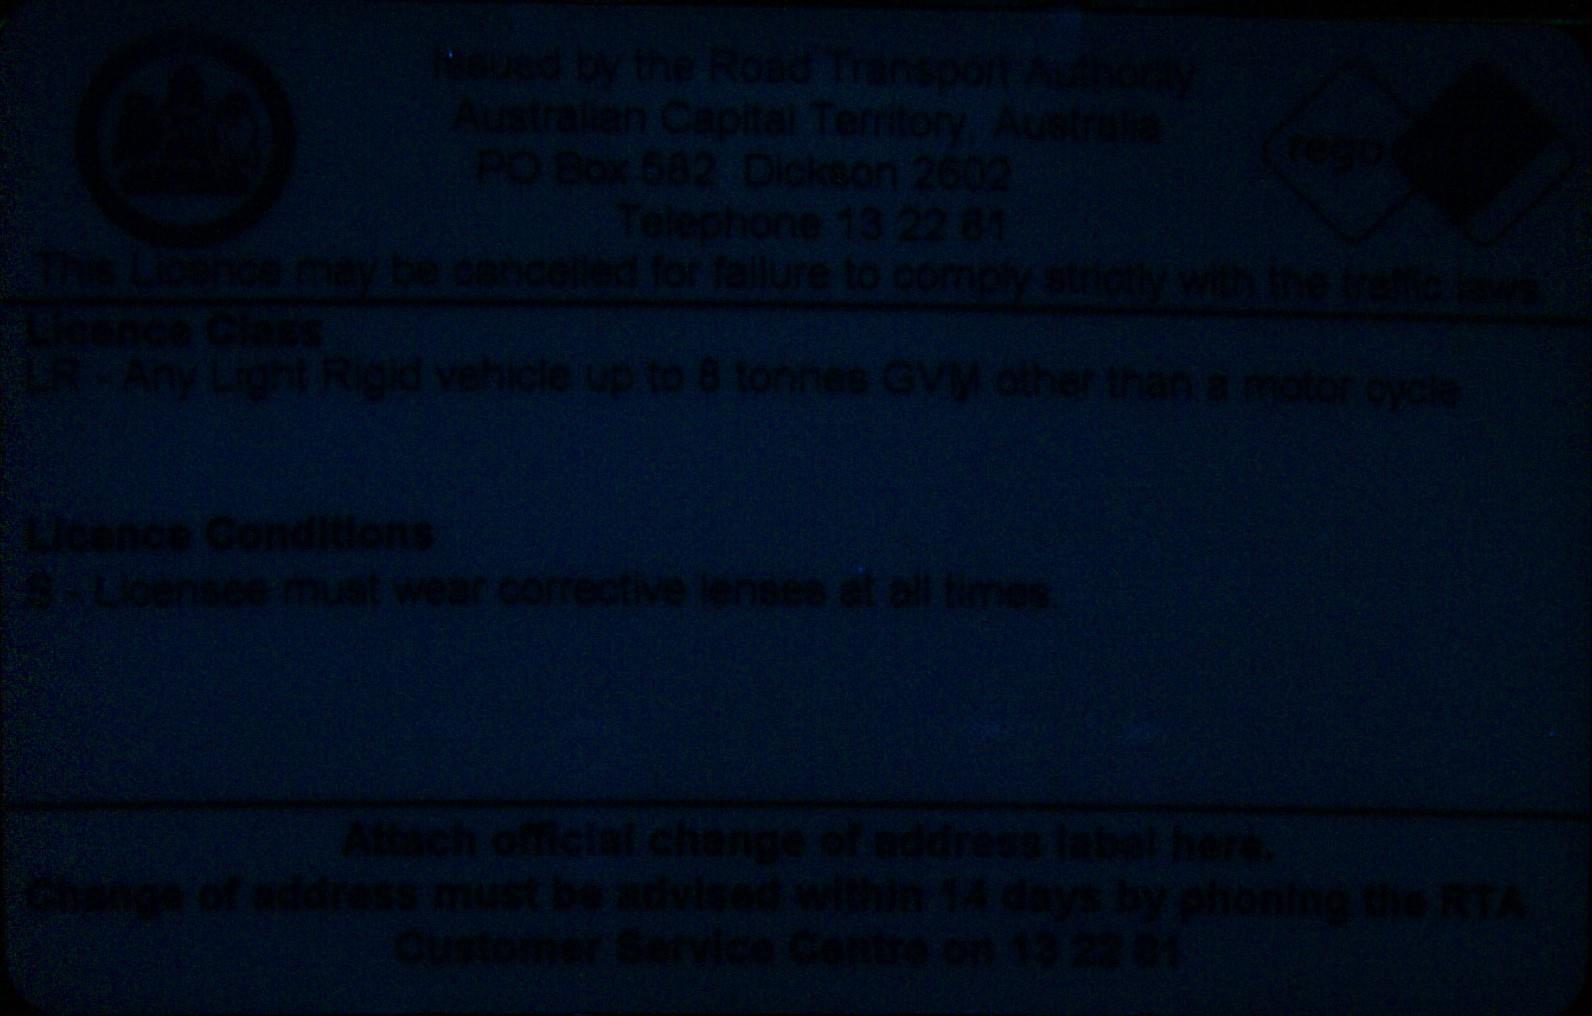 Issued by the Road Transport Authority
Australian Capital Territory, Australia
rego
PO Box 582 Dickson 2602
Telephone 13 22 81
This Licence may be cancelled for failure to comply strictly with the traffic laws
Licence Class
LR - Any Light Rigid vehicle up to 8 tonnes GVM other than a motor cycle
Licence Conditions
S - Licensee must wear corrective lenses at all times.
Attach official change of address label here.
Change of address must be advised within 14 days by phoning the RTA
Customer Service Centre on 13 22 81